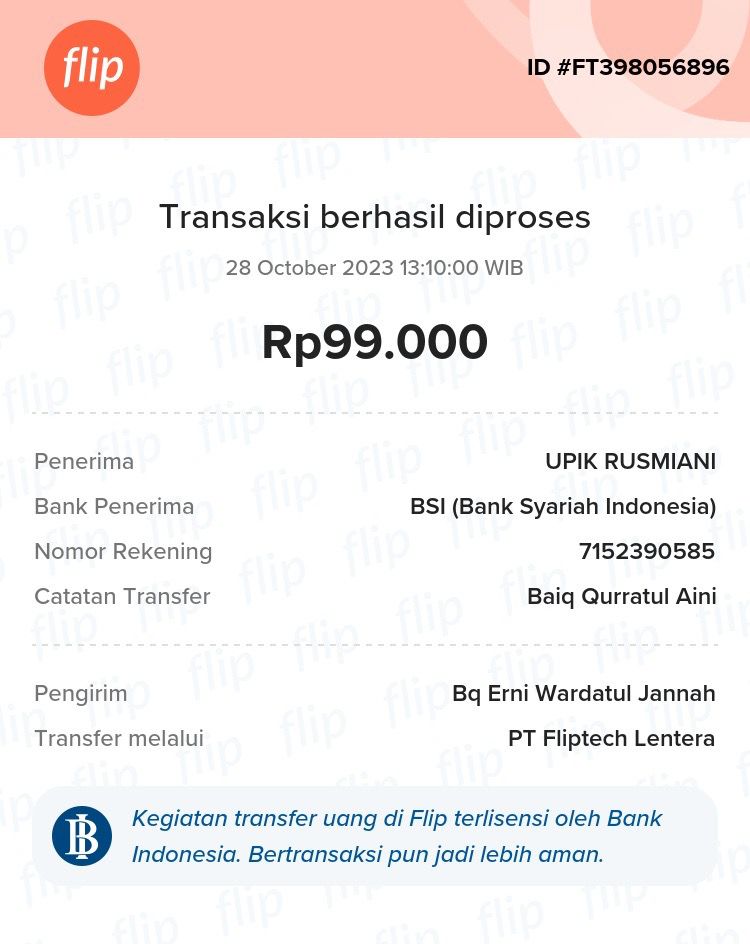 flip
ID #FT398056896
Transaksi berhasil diproses
28 October 2023 13:10:00 WIB
Rp99.000
Penerima UPIK RUSMIANI
Bank Penerima BSI (Bank Syariah Indonesia)
Nomor Rekening 7152390585
Catatan Transfer Baiq Qurratul Aini
Pengirim Bq Erni Wardatul Jannah
Transfer melalui PT Fliptech Lentera
Kegiatan transfer uang di Flip terlisensi oleh Bank
Indonesia. Bertransaksi pun jadi lebih aman.